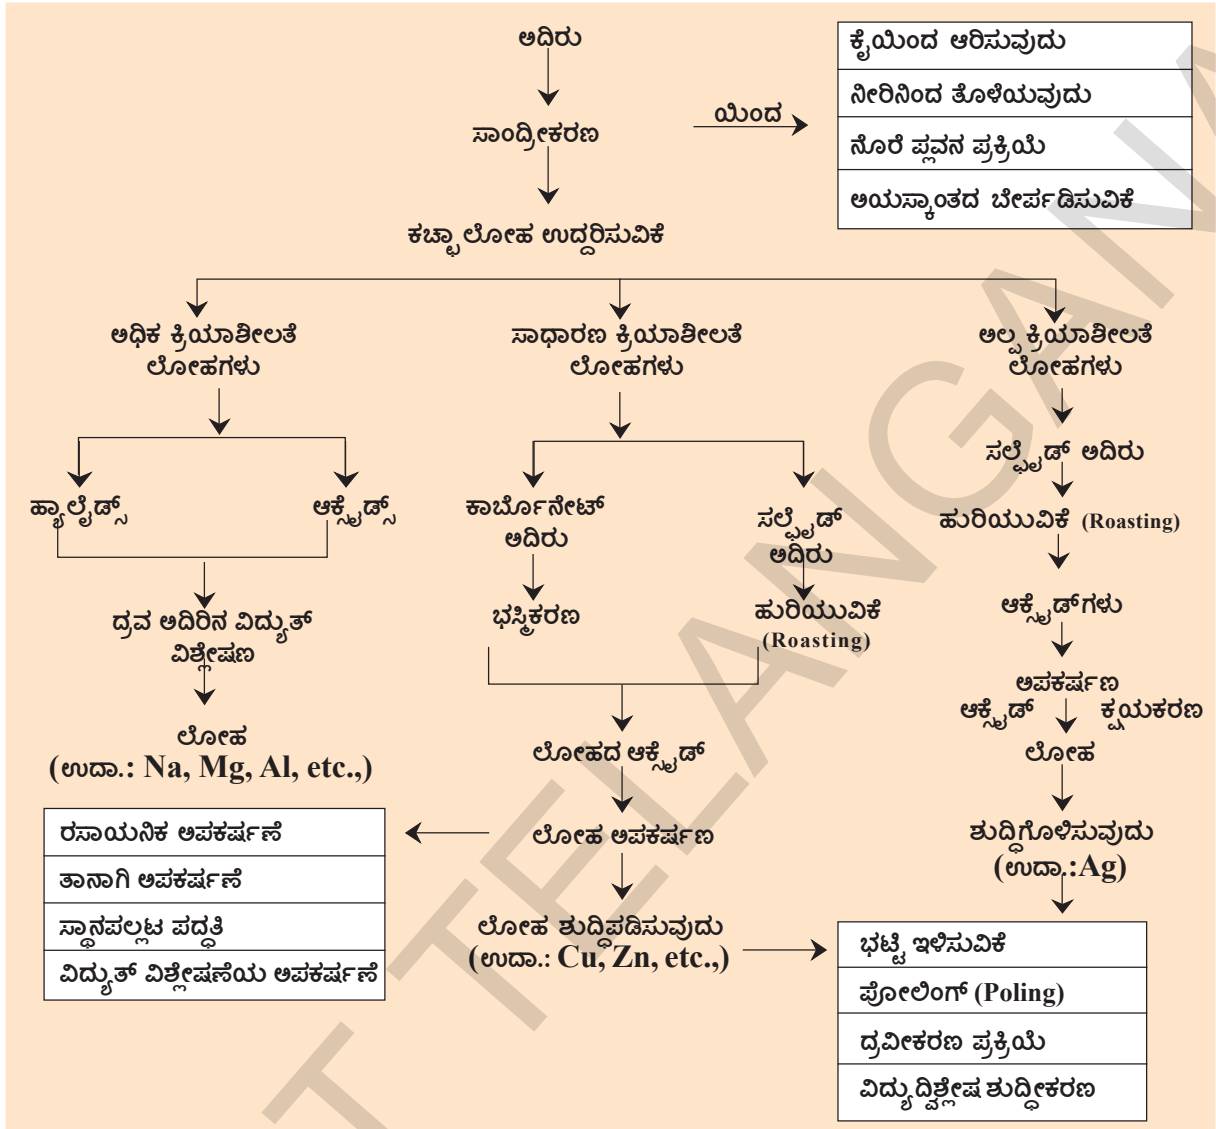 ಅದಿರು
ಸಾಂದ್ರೀಕರಣ
ಯಿಂದ
ಕೈಯಿಂದ ಆರಿಸುವುದು
ನೀರಿನಿಂದ ತೊಳೆಯವುದು
ನೊರೆ ಪ್ಲವನ ಪ್ರಕ್ರಿಯೆ
ಅಯಸ್ಕಾಂತದ ಬೇರ್ಪಡಿಸುವಿಕೆ
ಕಚ್ಛಾ ಲೋಹ ಉದ್ದರಿಸುವಿಕೆ
ಅಧಿಕ ಕ್ರಿಯಾಶೀಲತೆ
ಲೋಹಗಳು
ಹ್ಯಾಲೈಡ್ಸ್
ಆಕ್ಸೈಡ್ಸ್
ದ್ರವ ಅದಿರಿನ ವಿದ್ಯುತ್
ವಿಶ್ಲೇಷಣ
ಲೋಹ
(ಉದಾ.: Na, Mg, Al, etc.,)
ಸಾಧಾರಣ ಕ್ರಿಯಾಶೀಲತೆ
ಲೋಹಗಳು
ಕಾರ್ಬೊನೇಟ್
ಅದಿರು
ಭಸ್ಮಿಕರಣ
ಸಲ್ಫೈಡ್
ಅದಿರು
ಹುರಿಯುವಿಕೆ
(Roasting)
ಲೋಹದ ಆಕ್ಸೈಡ್
ಲೋಹ ಅಪಕರ್ಷಣ
ರಸಾಯನಿಕ ಅಪಕರ್ಷಣೆ
ತಾನಾಗಿ ಅಪಕರ್ಷಣೆ
ಸ್ಥಾನಪಲ್ಲಟ ಪದ್ಧತಿ
ವಿದ್ಯುತ್ ವಿಶ್ಲೇಷಣೆಯ ಅಪಕರ್ಷಣೆ
ಲೋಹ ಶುದ್ಧಿಪಡಿಸುವುದು
(ಉದಾ.: Cu, Zn, etc.,)
ಅಲ್ಪ ಕ್ರಿಯಾಶೀಲತೆ
ಲೋಹಗಳು
ಸಲ್ಫೈಡ್ ಅದಿರು
ಹುರಿಯುವಿಕೆ (Roasting)
ಆಕ್ಸೈಡ್‌ಗಳು
ಅಪಕರ್ಷಣ
ಆಕ್ಸೈಡ್ ಕ್ಷಯಕರಣ
ಲೋಹ
ಶುದ್ಧಿಗೊಳಿಸುವುದು
(ಉದಾ.:Ag)
ಭಟ್ಟಿ ಇಳಿಸುವಿಕೆ
ಪೋಲಿಂಗ್ (Poling)
ದ್ರವೀಕರಣ ಪ್ರಕ್ರಿಯೆ
ವಿದ್ಯುದ್ವಿಶ್ಲೇಷ ಶುದ್ಧೀಕರಣ
T TELANGANA